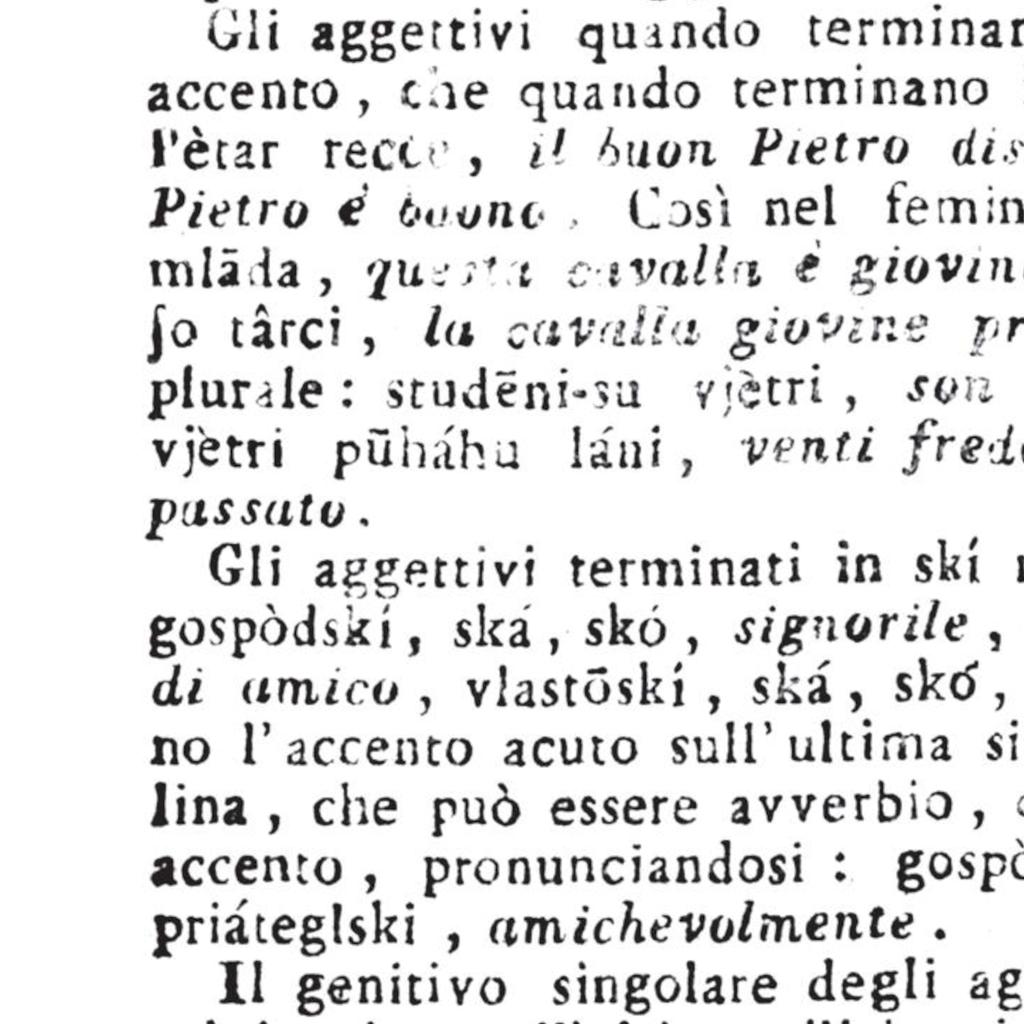 Gli aggettivi quando terminan
accento, che quando terminano
l'ètar recce, il buon Pietro dis
Pietro è buono. Così nel femin
mlāda, questa cavalla è giovin
ſo târci, la cavalla giovine pr
plurale: studēni-su vjètri, son
vjètri pūháhu láni, venti fred
passato.
Gli aggettivi terminati in skí
gospòdskí, ská, skó, signorile,
di amico, vlastōskí, ská, skó,
no l'accento acuto sull'ultima si
lina, che può essere avverbio,
accento, pronunciandosi: gospò
priáteglski, amichevolmente.
Il genitivo singolare degli ag